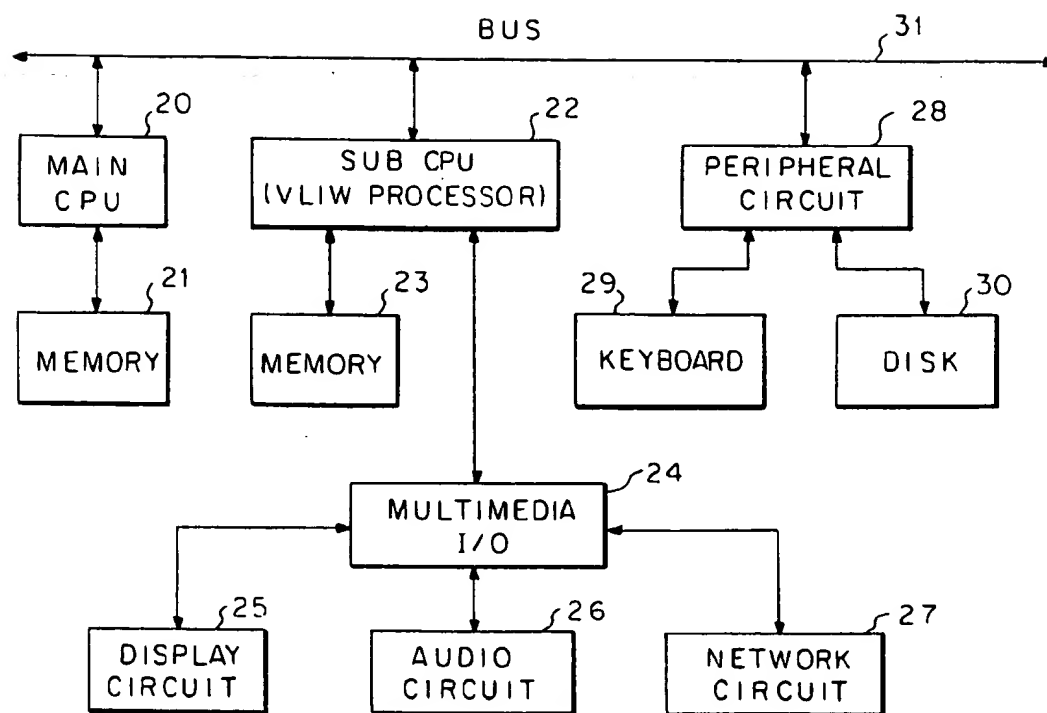 BUS
31
20
22
28
MAIN
CPU
SUB CPU
(VLIW PROCESSOR)
PERIPHERAL
CIRCUIT
21
23
29
30
MEMORY
MEMORY
KEYBOARD
DISK
24
MULTIMEDIA
I/O
25
26
27
DISPLAY
CIRCUIT
AUDIO
CIRCUIT
NETWORK
CIRCUIT